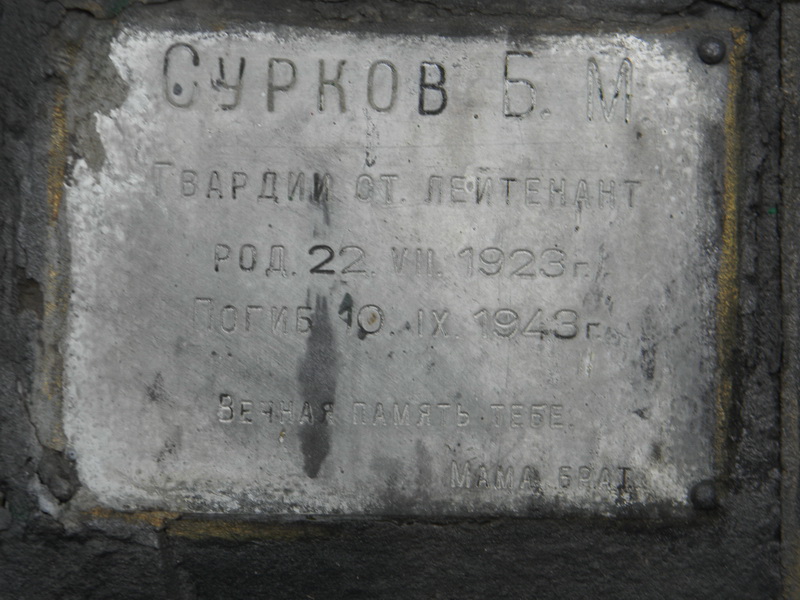 Сурков Б. М.
Гвардии ст. лейтенант
род. 22. VII. 1923 г.
Погиб 10. IX. 1943 г.
Вечная память тебе.
Мама, брат.